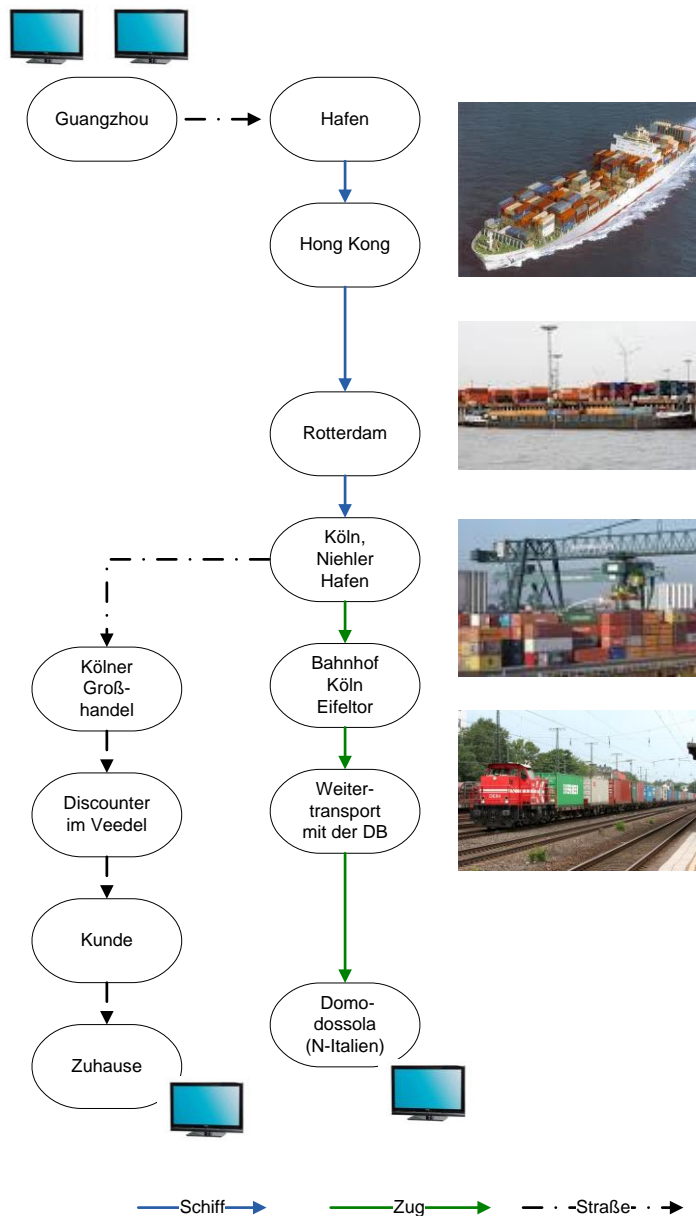 Guangzhou
Hafen
Hong Kong
Rotterdam
Köln,
Niehler
Hafen
Kölner
Groß-
handel
Bahnhof
Köln
Eifeltor
Discounter
im Veedel
Weiter-
transport
mit der DB
Kunde
Zuhause
Domo-
dossola
(N-Italien)
Schiff
Zug
Straße